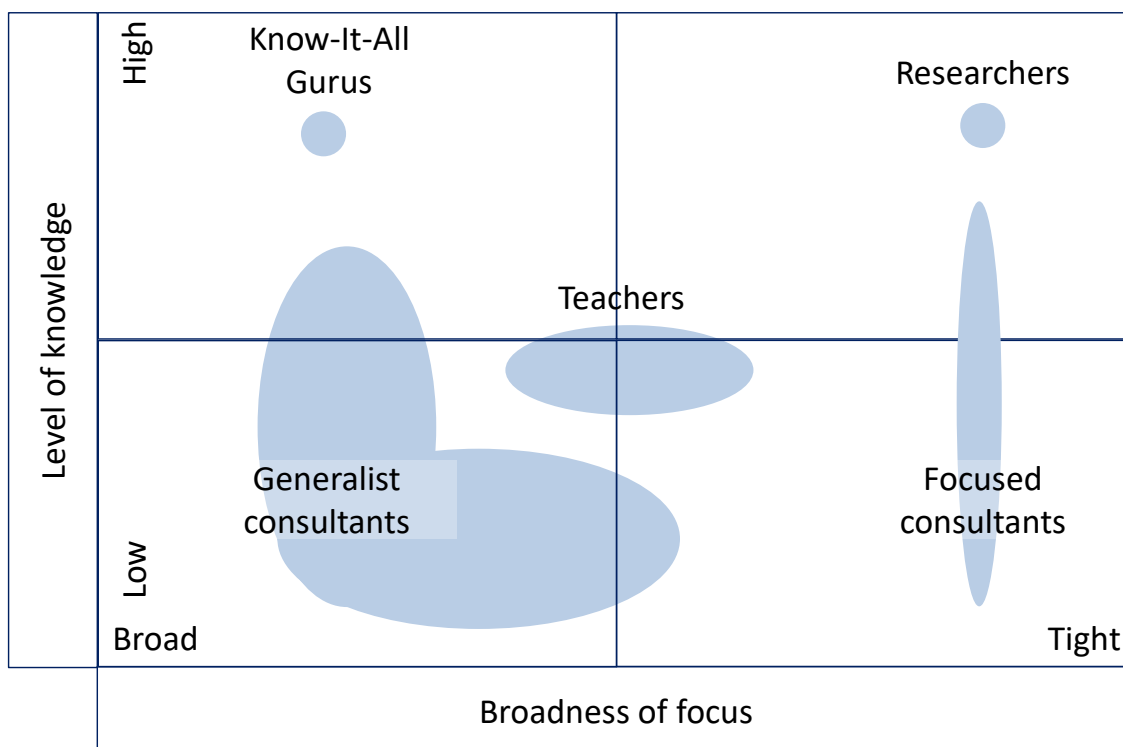 High
Know-It-All
Gurus
Researchers
Level of knowledge
Teachers
Generalist
consultants
Focused
consultants
Low
Broad
Tight
Broadness of focus